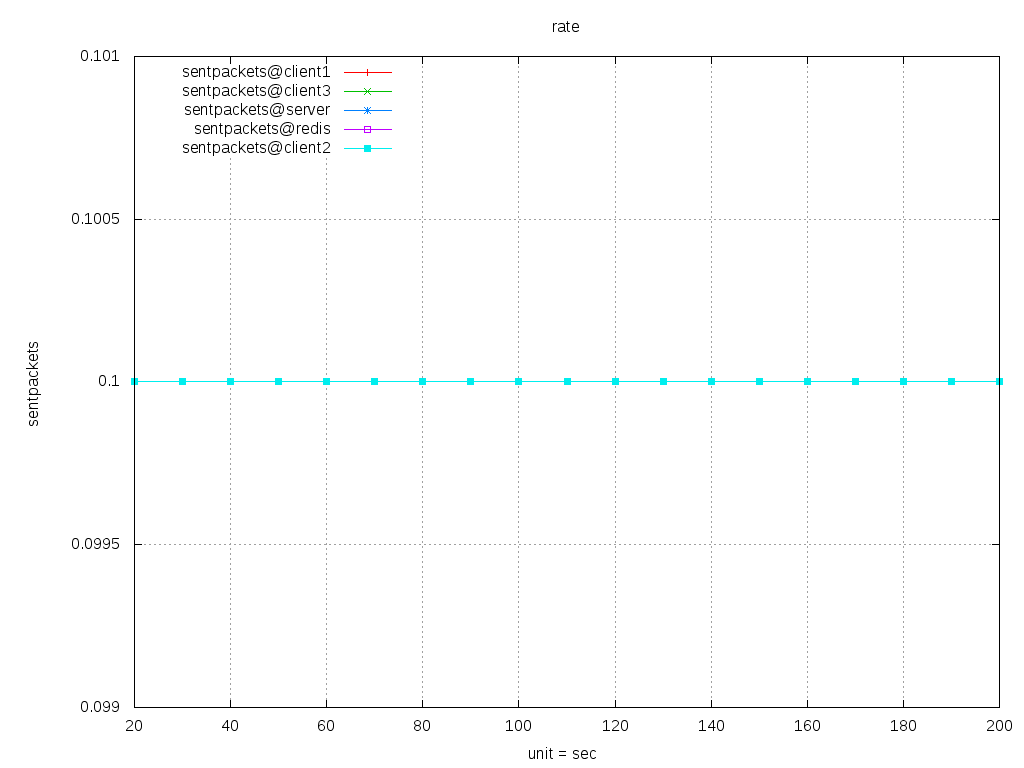 rate
0.101
sentpackets@client1
sentpackets@client3
sentpackets@server
sentpackets@redis
sentpackets@client2
0.1005
sentpackets
0.1
0.0995
0.099
20 40 60 80 100 120 140 160 180 200
unit = sec